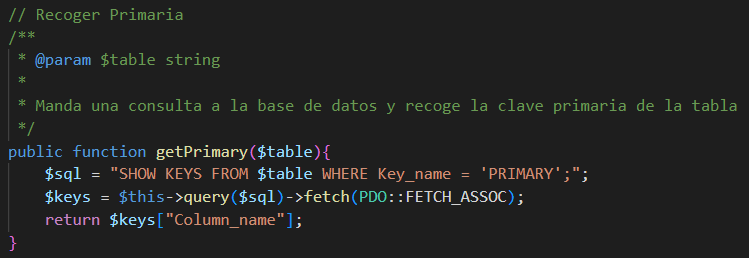 // Recoger Primaria
/**
 * @param $table string
 *
 * Manda una consulta a la base de datos y recoge la clave primaria de la tabla
 */
public function getPrimary($table){
    $sql = "SHOW KEYS FROM $table WHERE Key_name = 'PRIMARY';";
    $keys = $this->query($sql)->fetch(PDO::FETCH_ASSOC);
    return $keys["Column_name"];
}